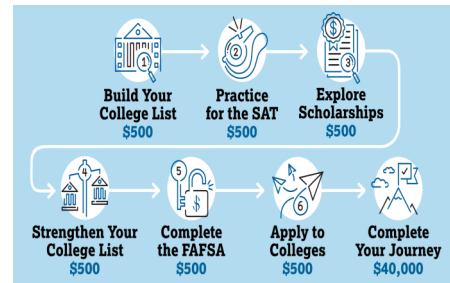 1
Build Your
College List
$500
2
Practice
for the SAT
$500
$
3
Explore
Scholarships
$500
4
Strengthen Your
College List
$500
5
$
Complete
the FAFSA
$500
6
Apply to
Colleges
$500
Complete
Your Journey
$40,000